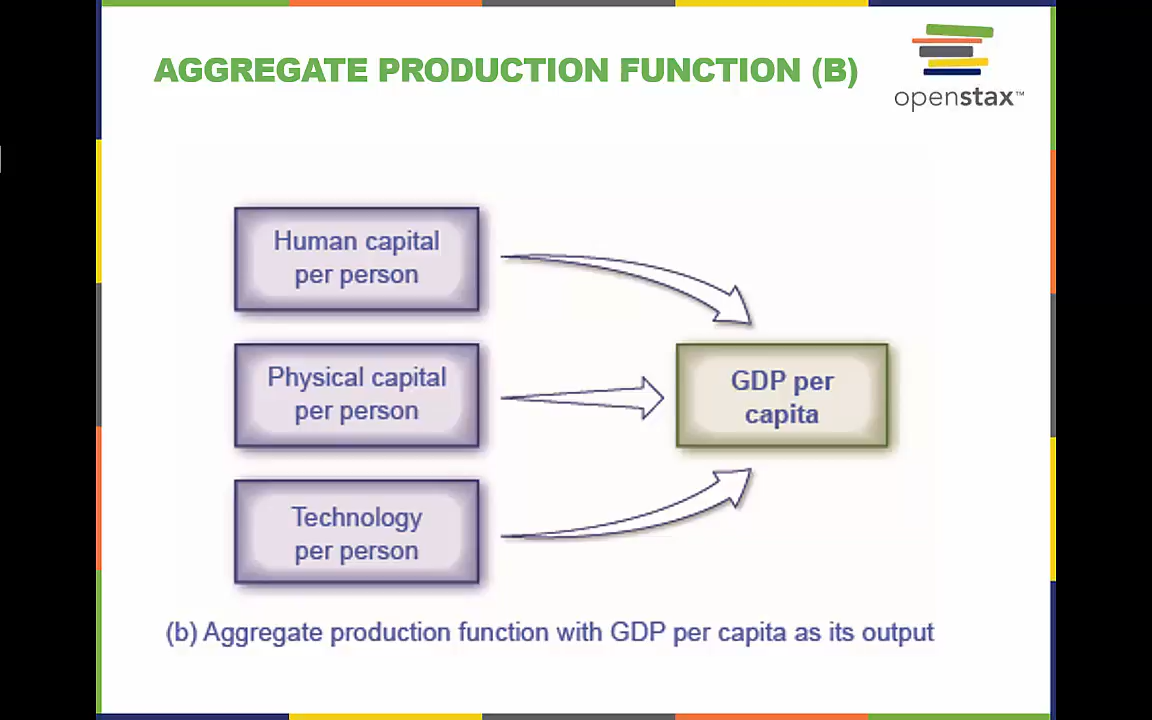 AGGREGATE PRODUCTION FUNCTION (B)
openstax™
Human capital
per person
Physical capital
per person
GDP per
capita
Technology
per person
(b) Aggregate production function with GDP per capita as its output